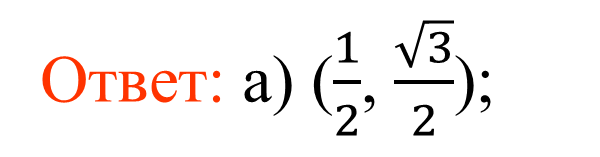 Ответ: а) (1/2, √3/2);